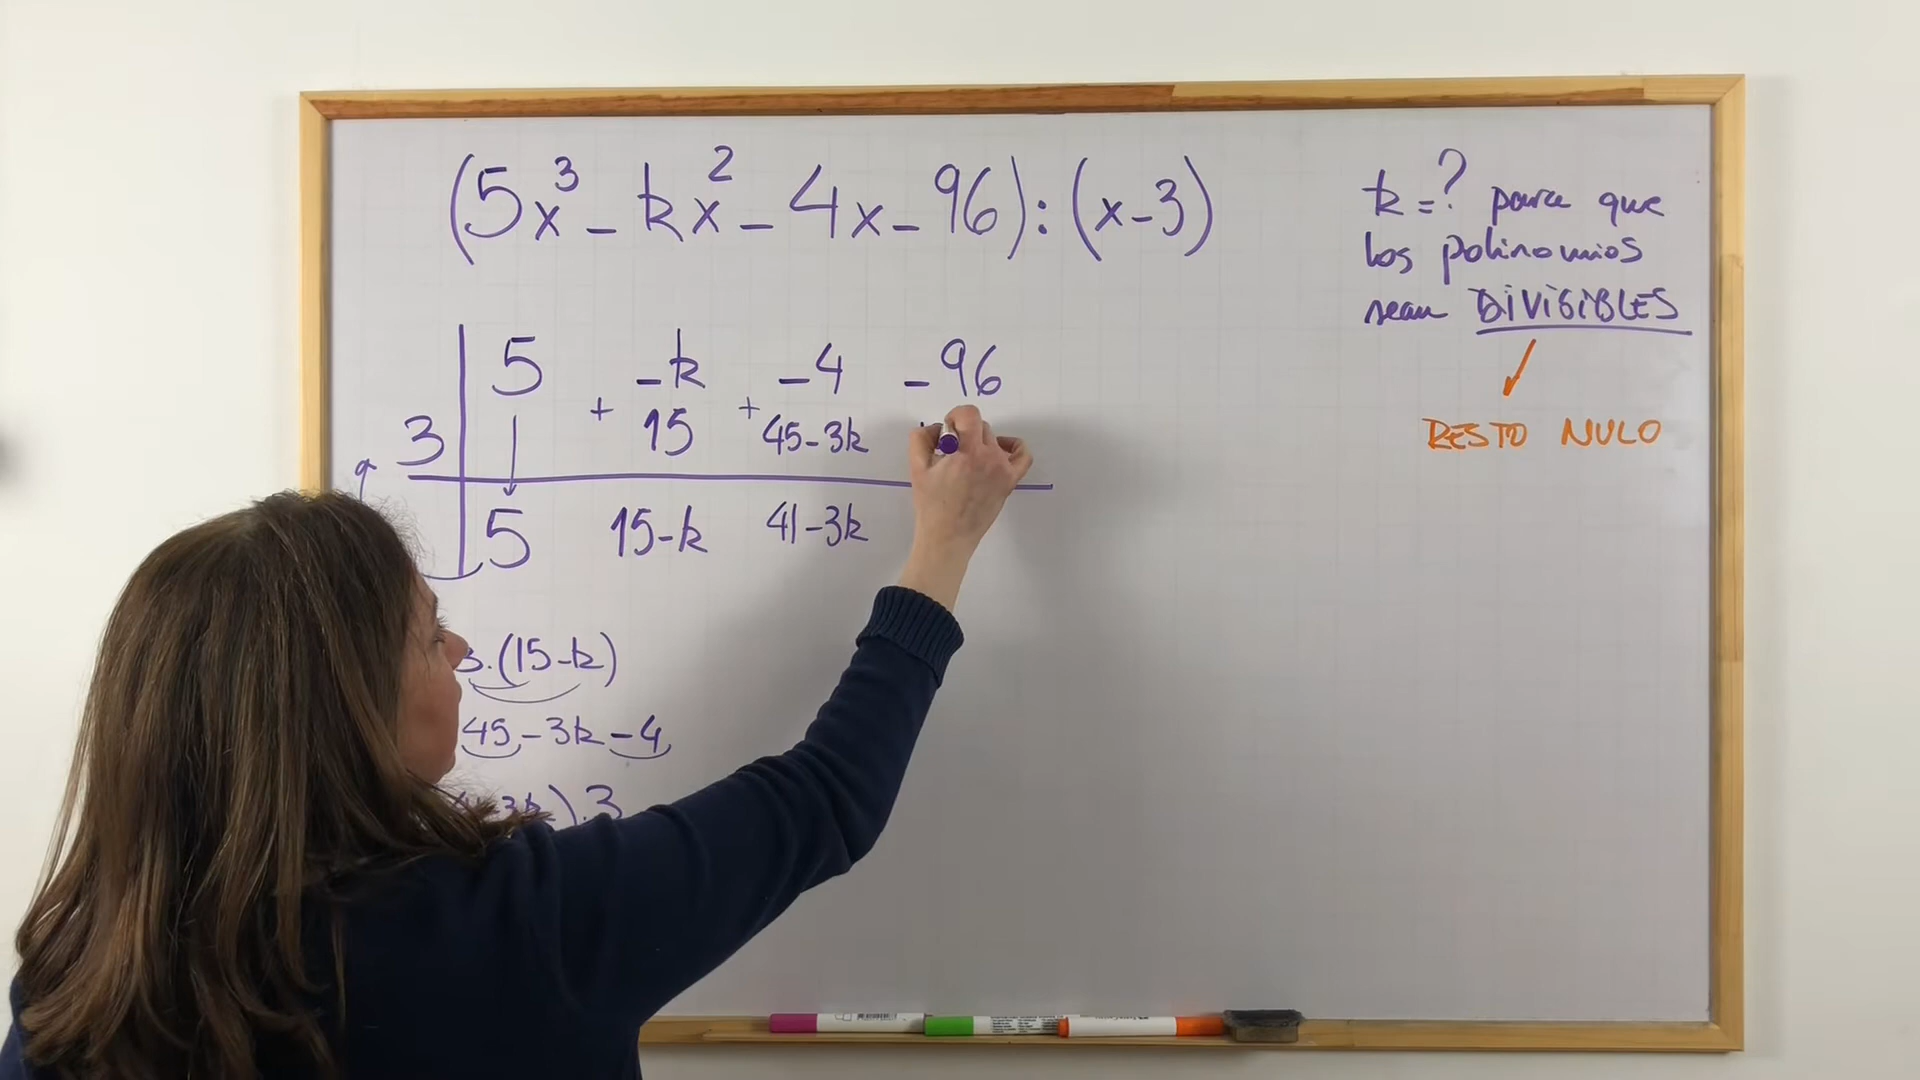 (5x³ - kx² - 4x - 96) : (x - 3)
k = ? para que
los polinomios
sean DIVISIBLES
RESTO NULO
5 -k -4 -96
3 + 15 + 45-3k
5 15-k 41-3k
3.(15-k)
45-3k-4
).3